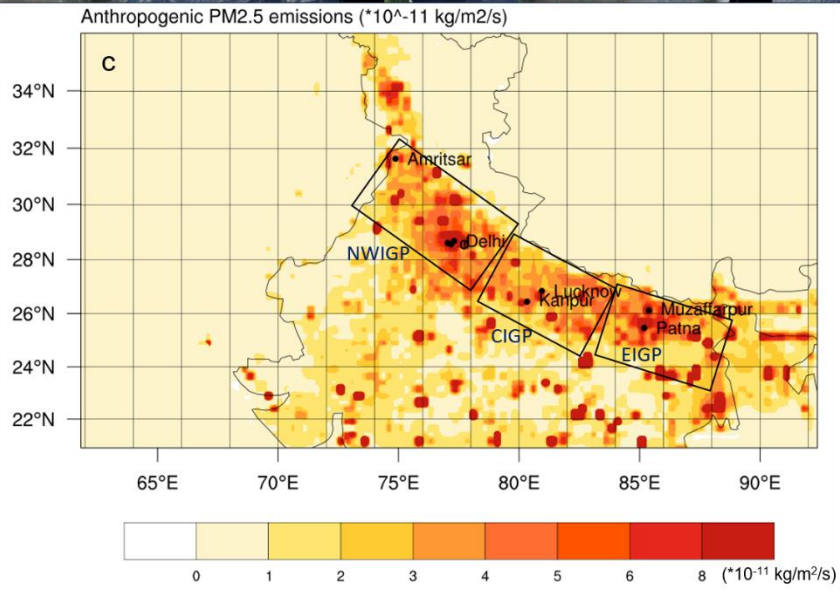 Anthropogenic PM2.5 emissions (*10^-11 kg/m2/s)
C
34°N
32°N
Amritsar
30°N
28°N
Delhi
NWIGP
26°N
Lucknow
Kanpur
Muzaffarpur
Patna
CIGP
EIGP
24°N
22°N
65°E 70°E 75°E 80°E 85°E 90°E
0 1 2 3 4 5 6 8 (*10⁻¹¹ kg/m²/s)